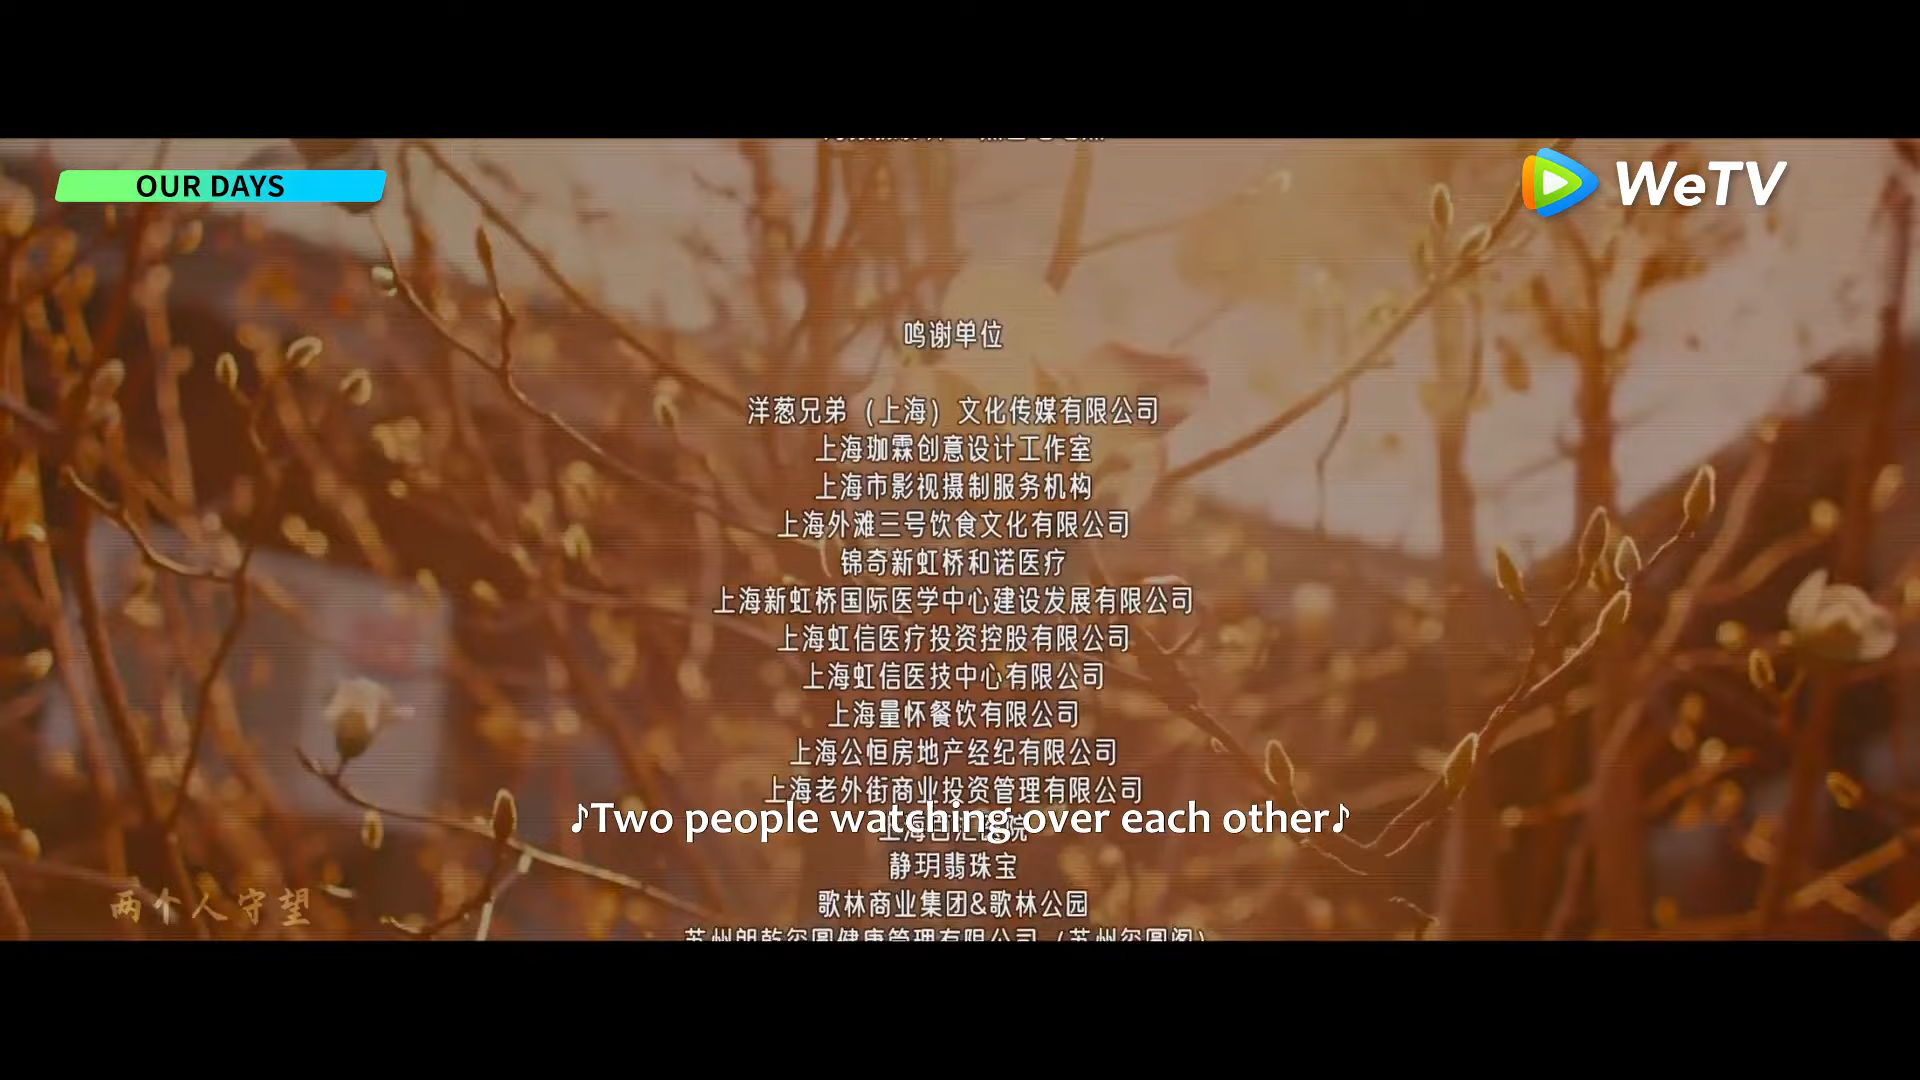 OUR DAYS
WeTV
鸣谢单位
洋葱兄弟（上海）文化传媒有限公司
上海珈霖创意设计工作室
上海市影视摄制服务机构
上海外滩三号饮食文化有限公司
锦奇新虹桥和诺医疗
上海新虹桥国际医学中心建设发展有限公司
上海虹信医疗投资控股有限公司
上海虹信医技中心有限公司
上海量怀餐饮有限公司
上海公恒房地产经纪有限公司
上海老外街商业投资管理有限公司
♪Two people watching over each other♪
静玥翡珠宝
歌林商业集团&歌林公园
两个人守望